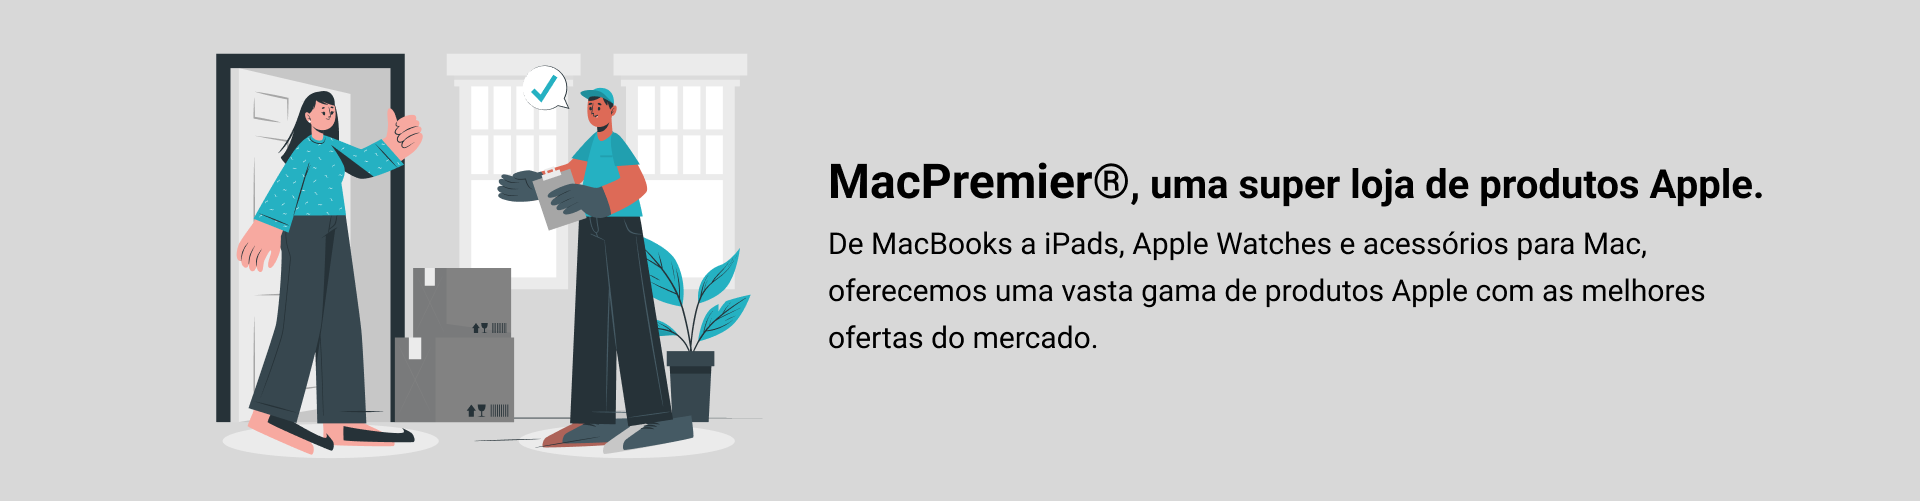 MacPremier®, uma super loja de produtos Apple.
De MacBooks a iPads, Apple Watches e acessórios para Mac,
oferecemos uma vasta gama de produtos Apple com as melhores
ofertas do mercado.